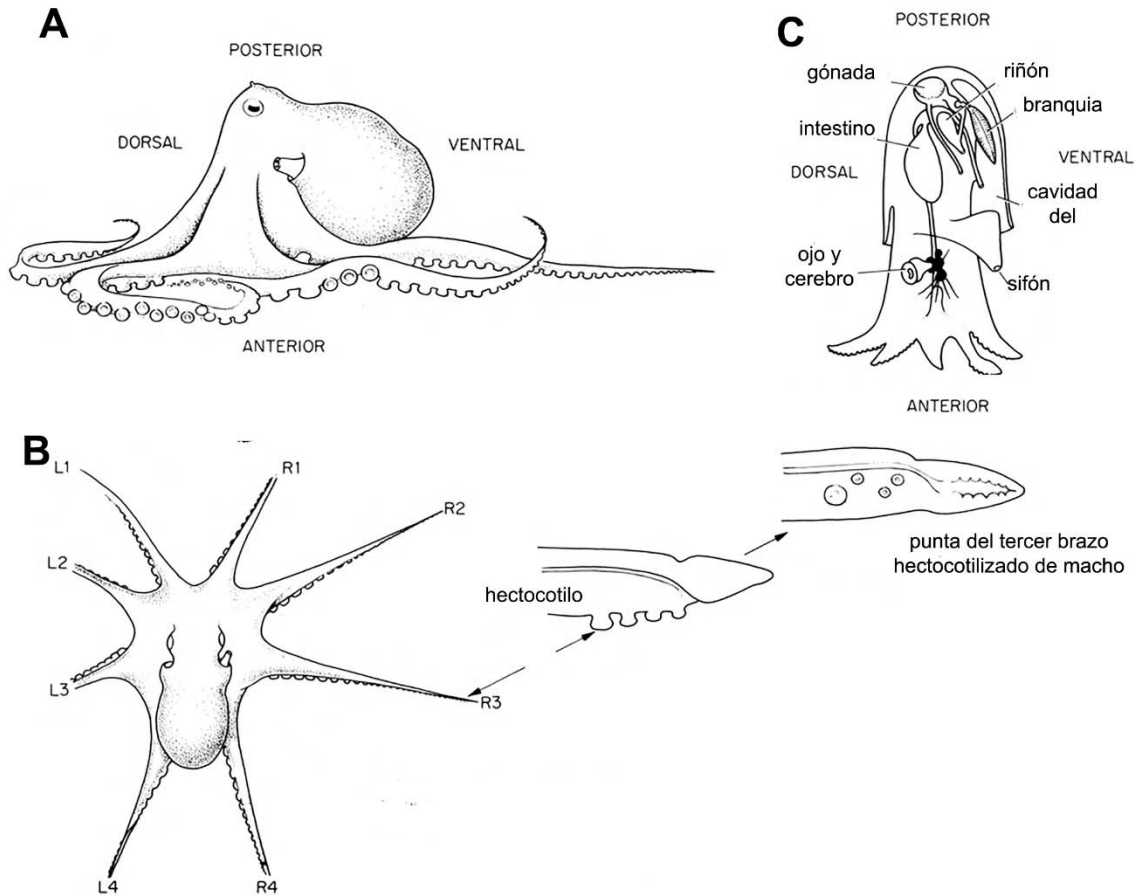 A
POSTERIOR
DORSAL
VENTRAL
ANTERIOR
C
POSTERIOR
gónada
riñón
intestino
branquia
DORSAL
VENTRAL
cavidad
del
ojo y
cerebro
sifón
ANTERIOR
B
L1
R1
R2
L2
L3
R3
L4
R4
hectocotilo
punta del tercer brazo
hectocotilizado de macho